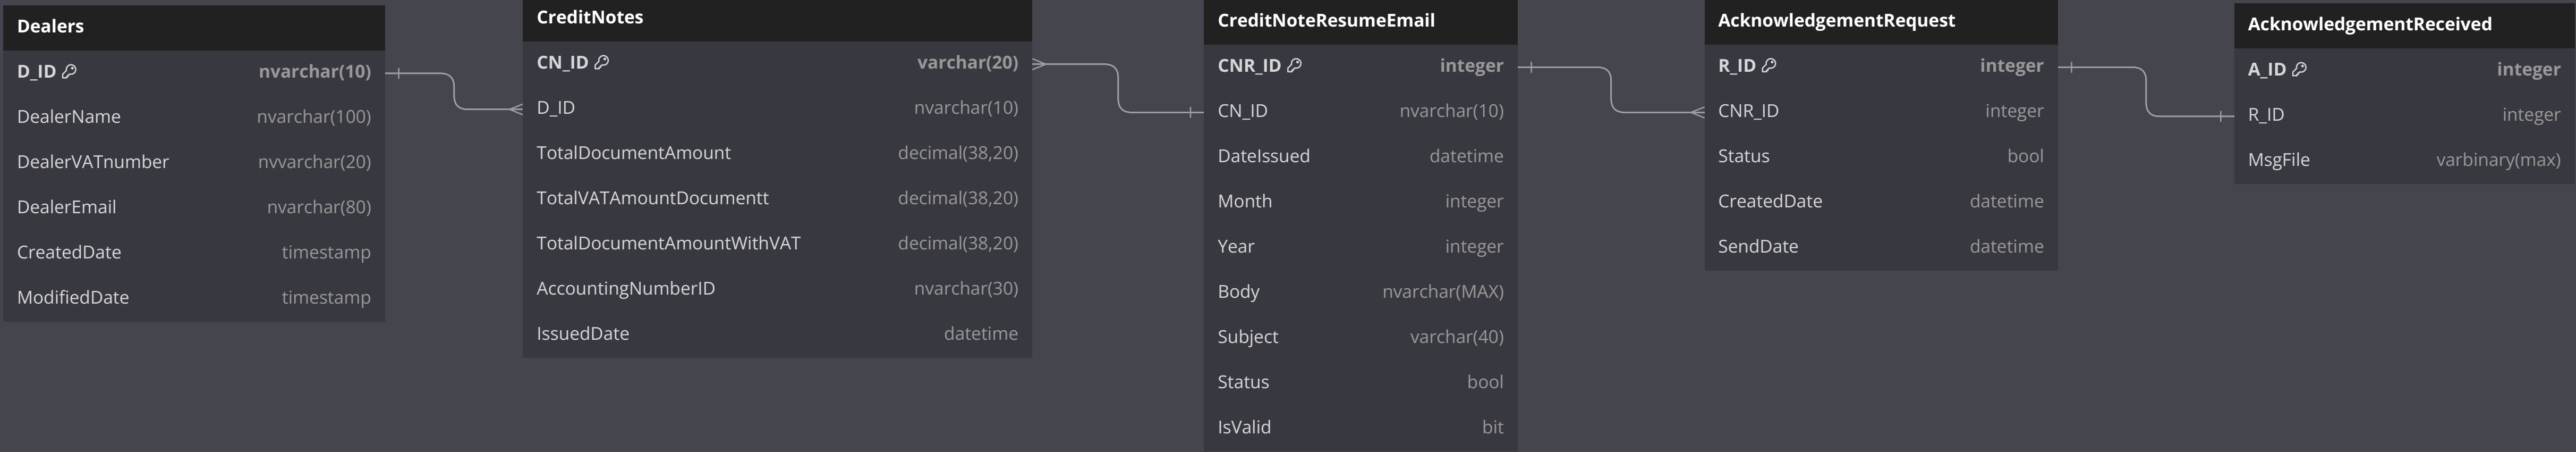 Dealers
D_ID nvarchar(10)
DealerName nvarchar(100)
DealerVATnumber nvvarchar(20)
DealerEmail nvarchar(80)
CreatedDate timestamp
ModifiedDate timestamp
CreditNotes
CN_ID varchar(20)
D_ID nvarchar(10)
TotalDocumentAmount decimal(38,20)
TotalVATAmountDocumentt decimal(38,20)
TotalDocumentAmountWithVAT decimal(38,20)
AccountingNumberID nvarchar(30)
IssuedDate datetime
CreditNoteResumeEmail
CNR_ID integer
CN_ID nvarchar(10)
DateIssued datetime
Month integer
Year integer
Body nvarchar(MAX)
Subject varchar(40)
Status bool
IsValid bit
AcknowledgementRequest
R_ID integer
CNR_ID integer
Status bool
CreatedDate datetime
SendDate datetime
AcknowledgementReceived
A_ID integer
R_ID integer
MsgFile varbinary(max)